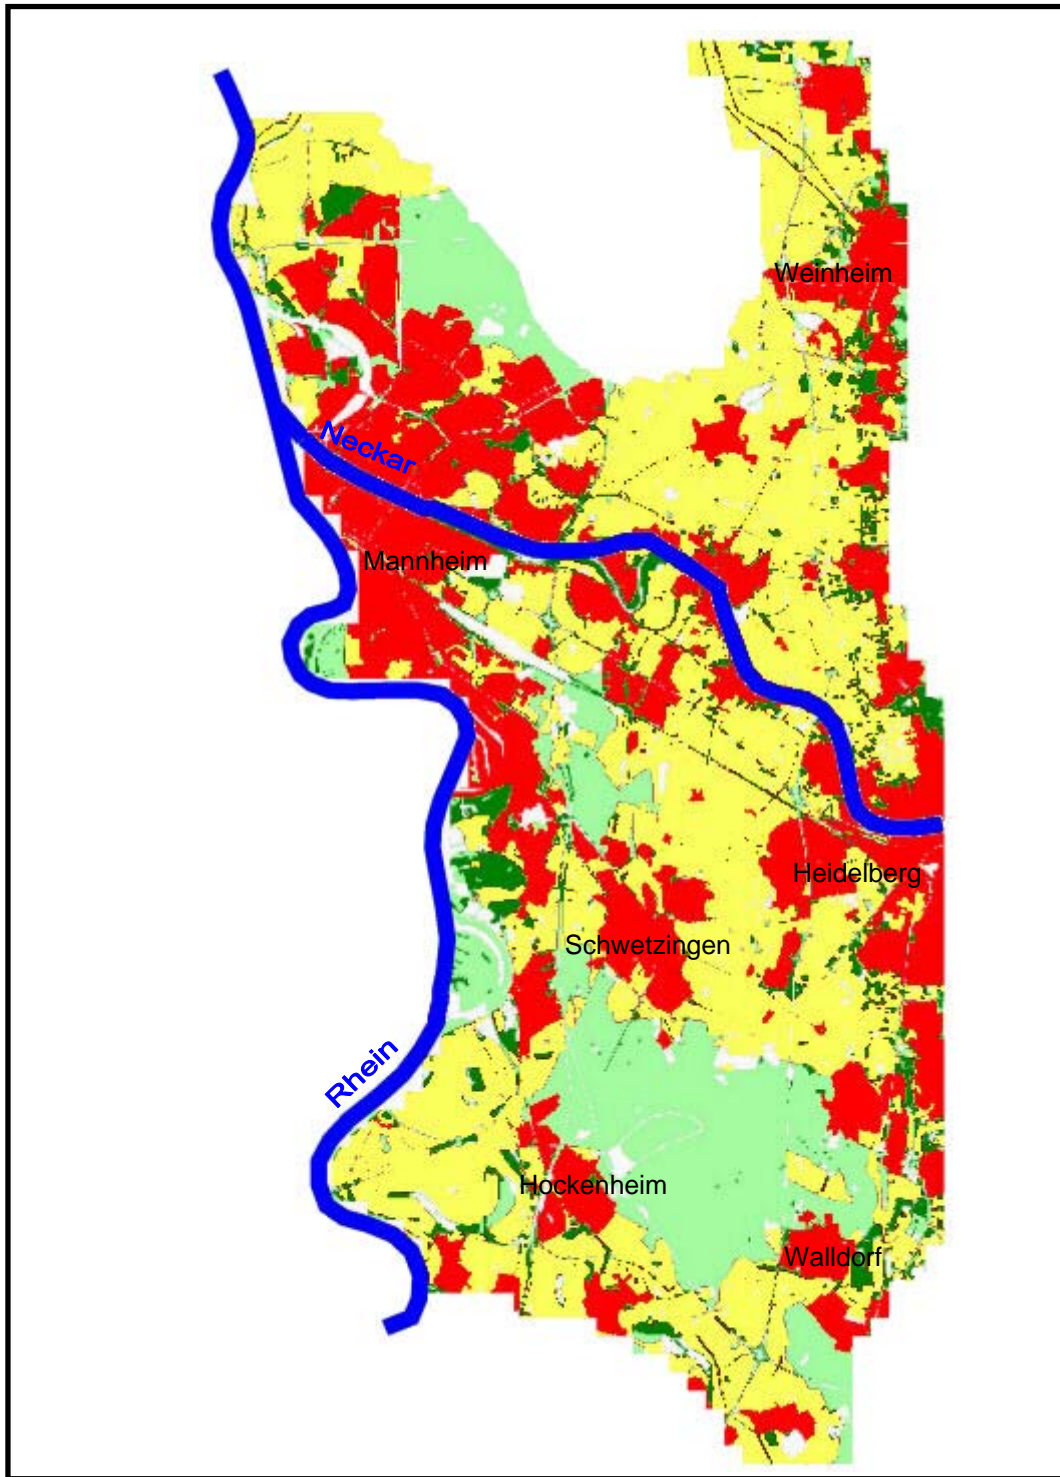 Weinheim
Neckar
Mannheim
Heidelberg
Schwetzingen
Rhein
Hockenheim
Walldorf